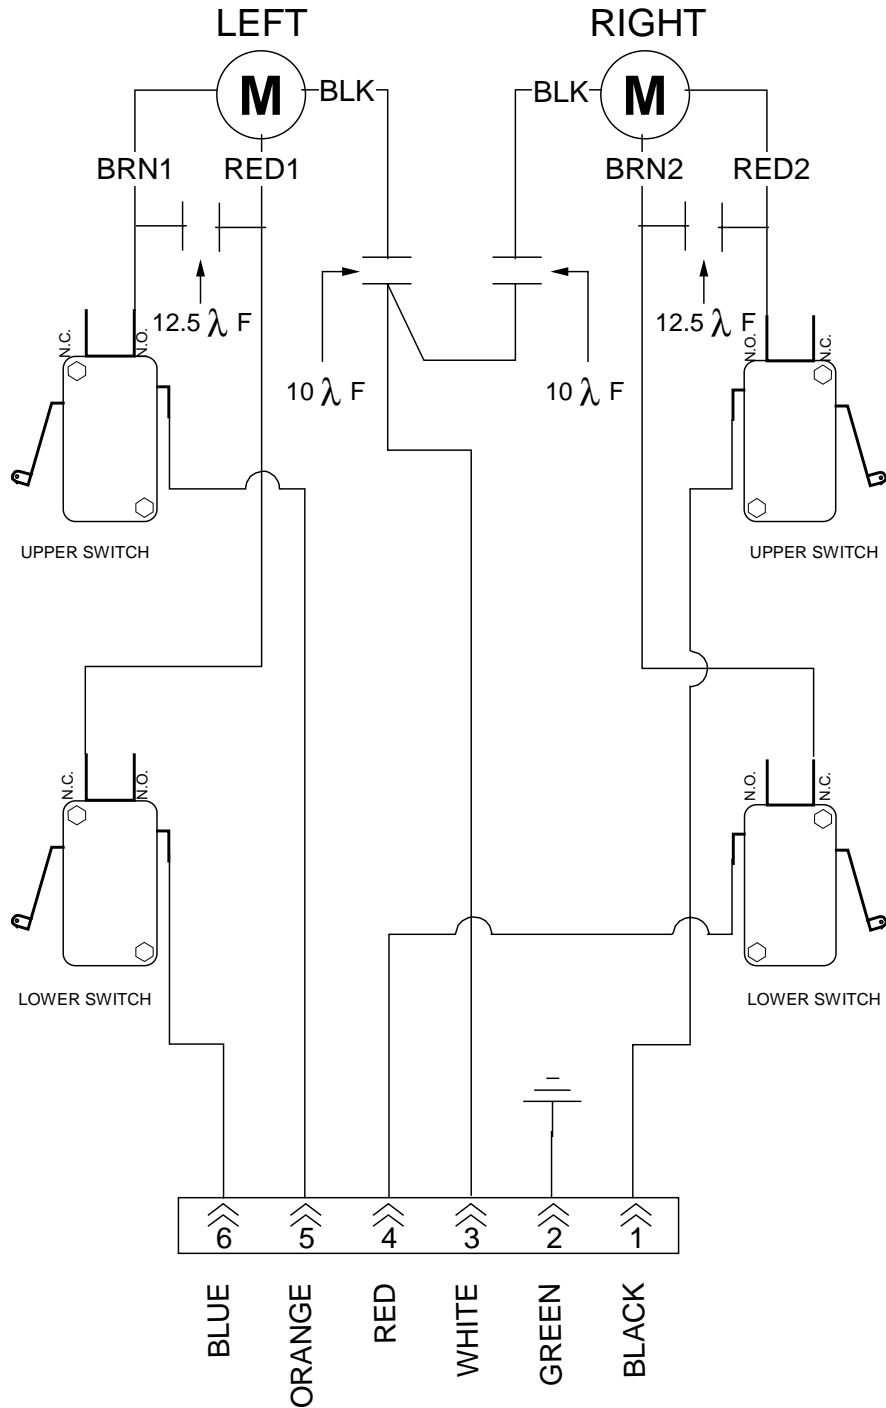 LEFT
RIGHT
M
BLK
BLK
M
BRN1
RED1
BRN2
RED2
12.5 λ F
12.5 λ F
N.C.
N.O.
N.O.
N.C.
10 λ F
10 λ F
UPPER SWITCH
UPPER SWITCH
N.C.
N.O.
N.O.
N.C.
LOWER SWITCH
LOWER SWITCH
6
5
4
3
2
1
BLUE
ORANGE
RED
WHITE
GREEN
BLACK